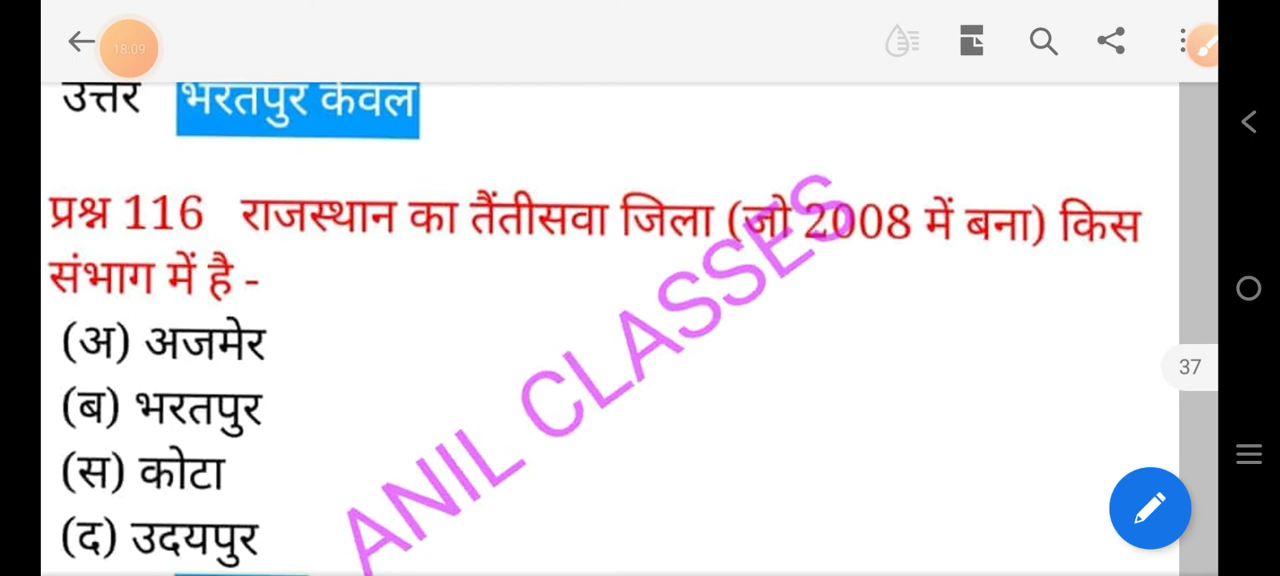 18:09
उत्तर भरतपुर केवल
प्रश्न 116 राजस्थान का तैंतीसवा जिला (जो 2008 में बना) किस
संभाग में है -
(अ) अजमेर
(ब) भरतपुर
(स) कोटा
(द) उदयपुर
ANIL CLASSES
37